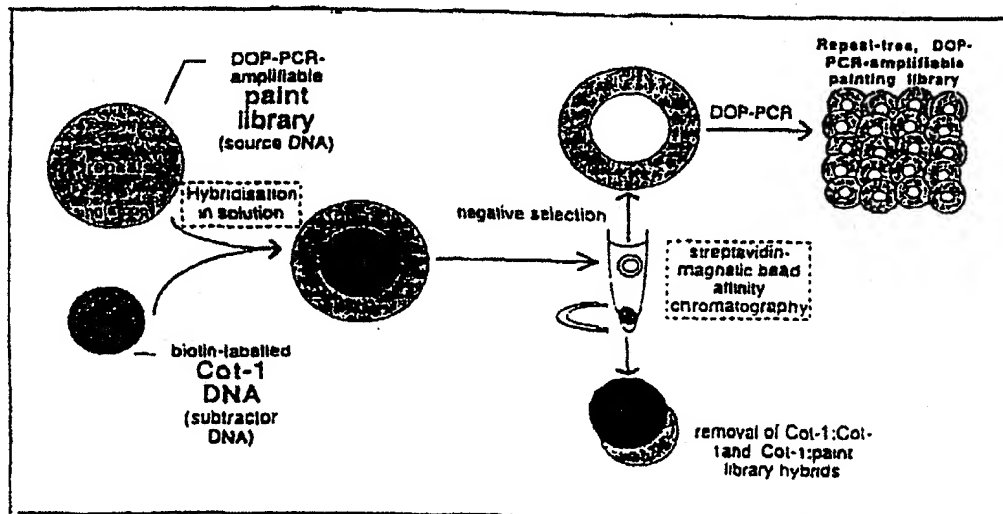 DOP-PCR-
amplifiable
paint
library
(source DNA)
repeat
Hybridisation
in solution
biotin-labelled
Cot-1
DNA
(subtractor
DNA)
negative selection
DOP-PCR
streptavidin-
magnetic bead
affinity
chromatography
removal of Cot-1:Cot-
1and Cot-1:paint
library hybrids
Repeat-free, DOP-
PCR-amplifiable
painting library